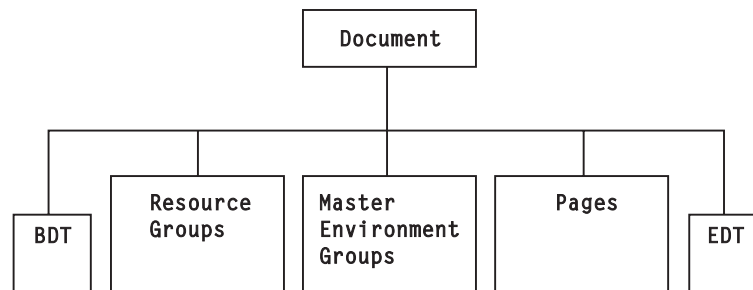 Document
BDT
Resource
Groups
Master
Environment
Groups
Pages
EDT